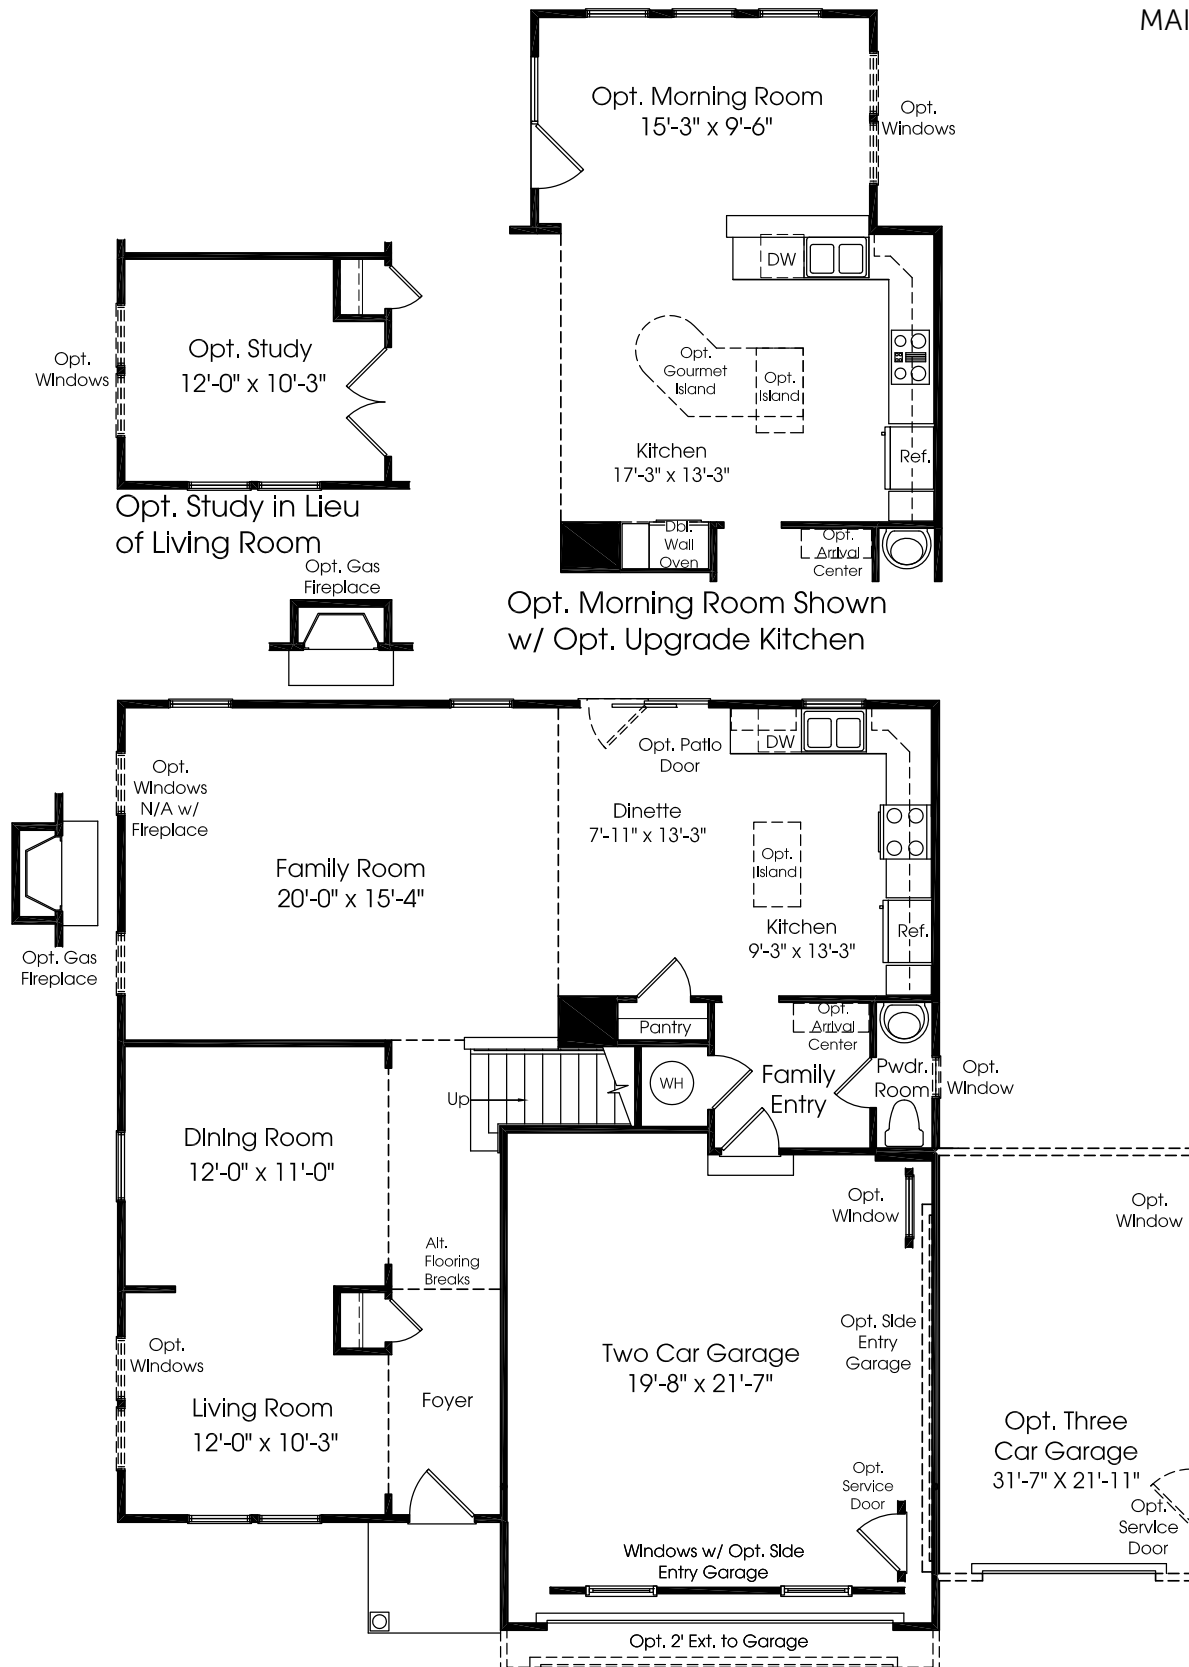 MAI
Opt. Morning Room
15'-3" x 9'-6"
Opt.
Windows
DW
Opt.
Gourmet
Island
Opt.
Island
Kitchen
17'-3" x 13'-3"
Ref.
Dbl.
Wall
Oven
Opt.
Arrival
Center
Opt. Morning Room Shown
w/ Opt. Upgrade Kitchen
Opt.
Windows
Opt. Study
12'-0" x 10'-3"
Opt. Study in Lieu
of Living Room
Opt. Gas
Fireplace
Opt.
Windows
N/A w/
Fireplace
Opt. Gas
Fireplace
Family Room
20'-0" x 15'-4"
Opt. Patio
Door
DW
Dinette
7'-11" x 13'-3"
Opt.
Island
Kitchen
9'-3" x 13'-3"
Ref.
Pantry
Opt.
Arrival
Center
WH
Family
Entry
Pwdr.
Room
Opt.
Window
Up
Dining Room
12'-0" x 11'-0"
Alt.
Flooring
Breaks
Opt.
Windows
Living Room
12'-0" x 10'-3"
Foyer
Opt.
Window
Opt. Side
Entry
Garage
Two Car Garage
19'-8" x 21'-7"
Opt.
Service
Door
Windows w/ Opt. Side
Entry Garage
Opt. 2' Ext. to Garage
Opt.
Window
Opt. Three
Car Garage
31'-7" X 21'-11"
Opt.
Service
Door